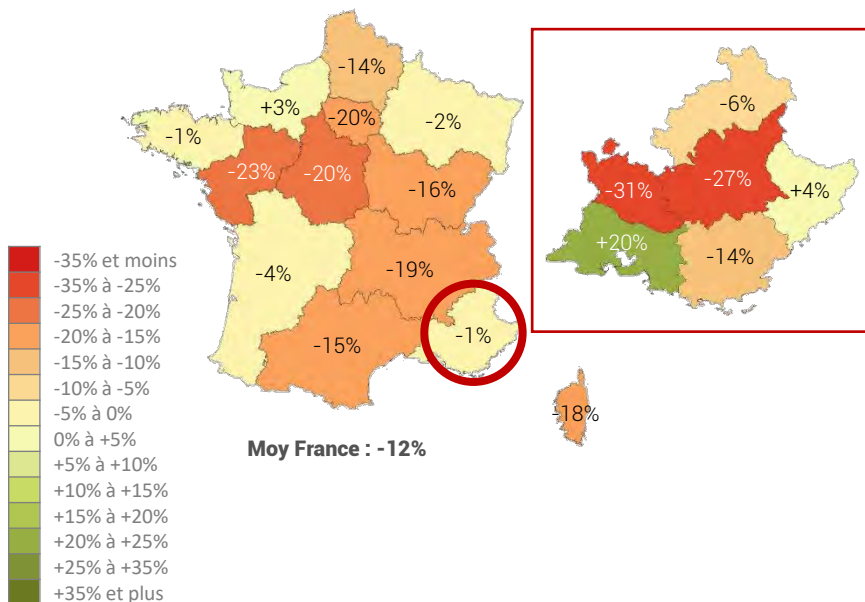 -14%
+3%
-20%
-2%
-1%
-23%
-20%
-16%
-4%
-19%
-15%
-1%
-18%
Moy France : -12%
-6%
-31%
-27%
+4%
+20%
-14%
-35% et moins
-35% à -25%
-25% à -20%
-20% à -15%
-15% à -10%
-10% à -5%
-5% à 0%
0% à +5%
+5% à +10%
+10% à +15%
+15% à +20%
+20% à +25%
+25% à +35%
+35% et plus